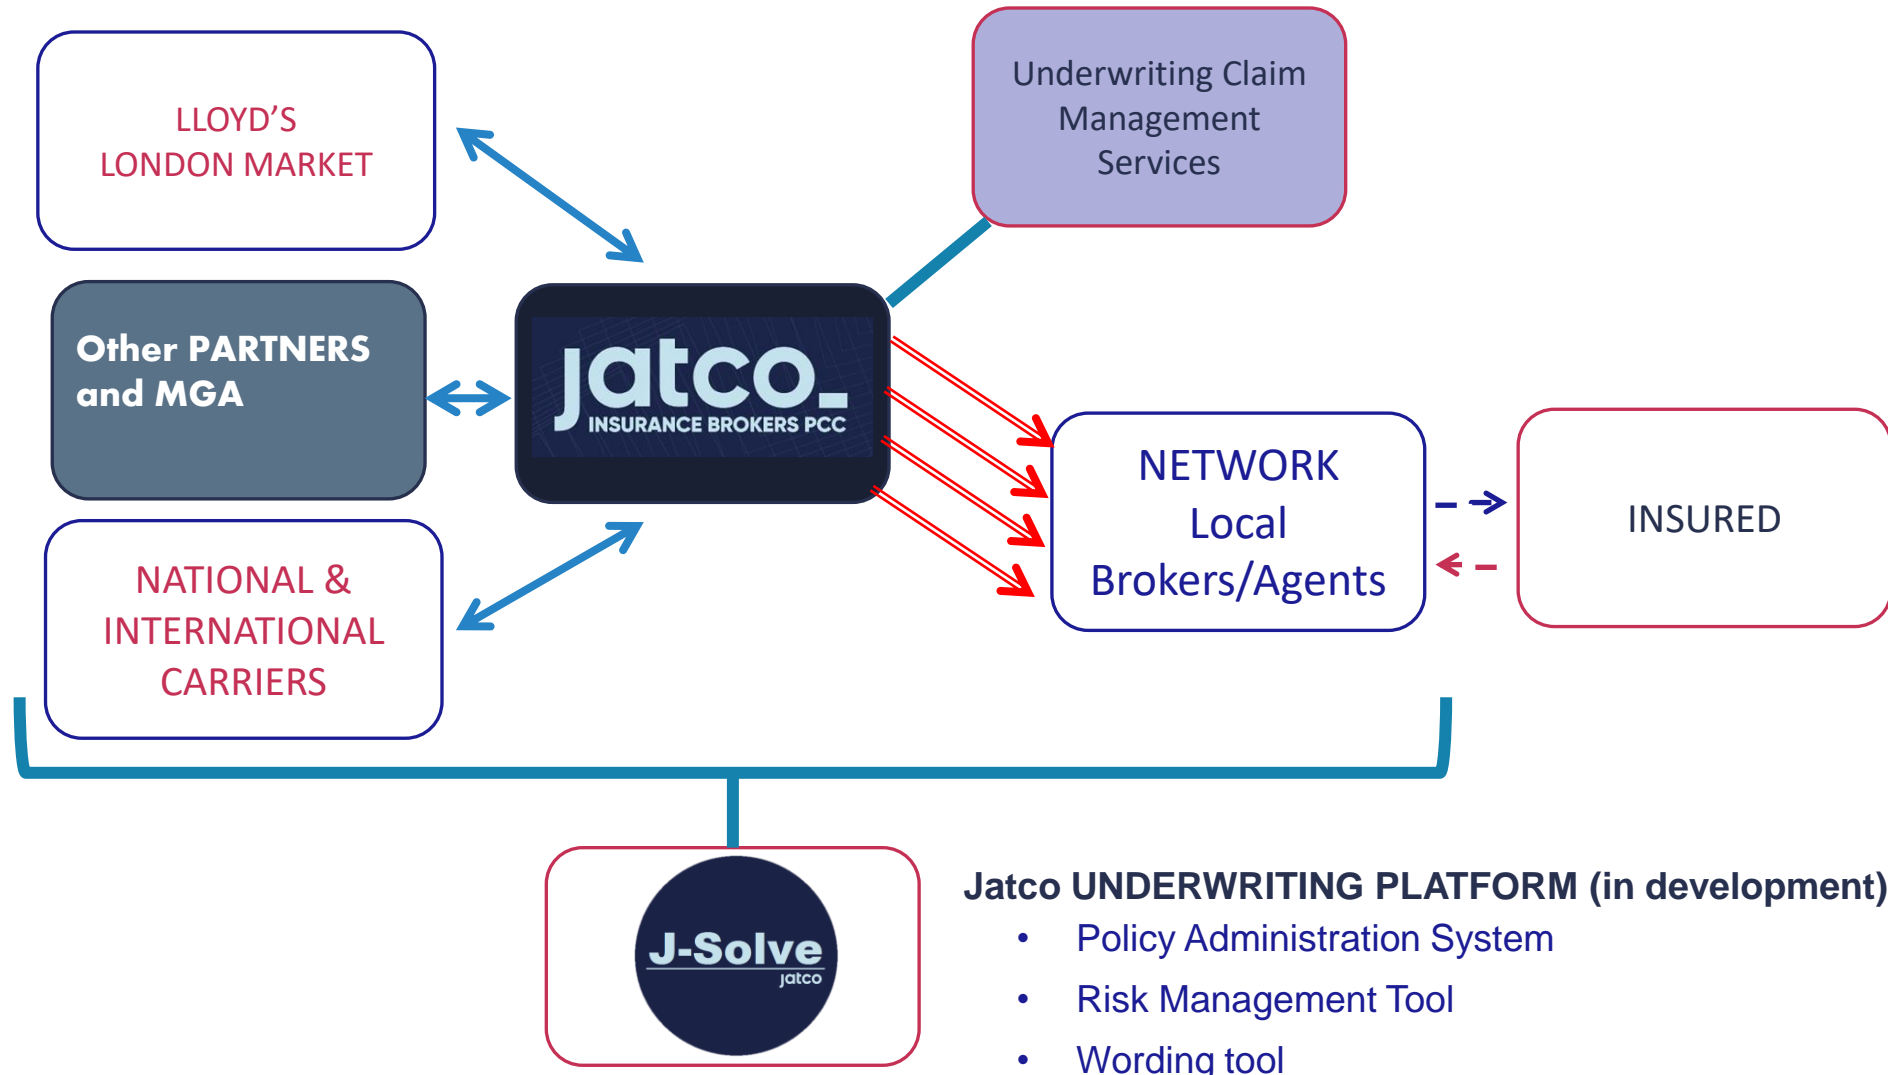 LLOYD'S
LONDON MARKET
Underwriting Claim
Management
Services
Other PARTNERS
and MGA
jatco_
INSURANCE BROKERS PCC
NATIONAL &
INTERNATIONAL
CARRIERS
NETWORK
Local
Brokers/Agents
INSURED
J-Solve
jatco
Jatco UNDERWRITING PLATFORM (in development)
• Policy Administration System
• Risk Management Tool
• Wording tool